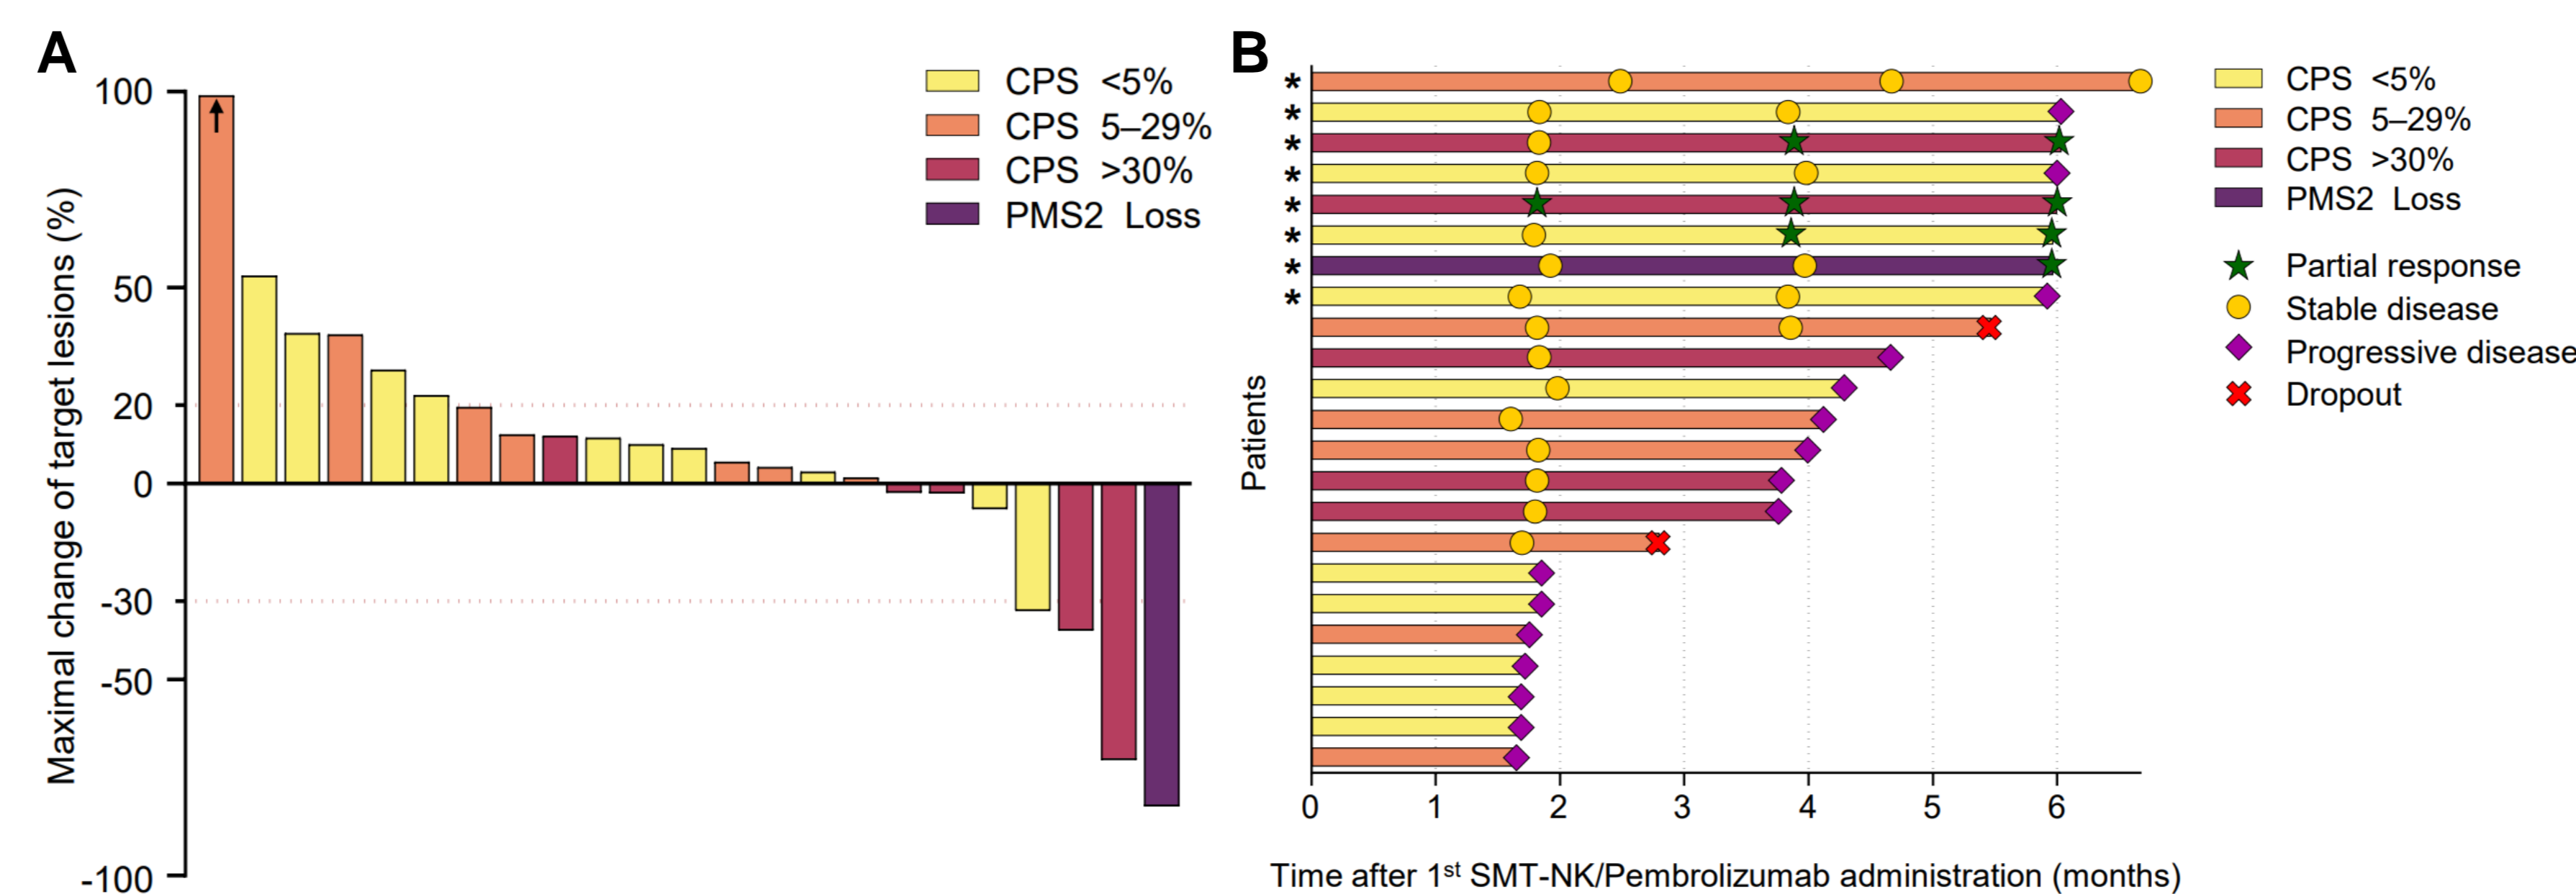 A
Maximal change of target lesions (%)
100
50
20
0
-30
-50
-100
CPS <5%
CPS 5–29%
CPS >30%
PMS2 Loss
B
Patients
*
*
*
*
*
*
*
*
0 1 2 3 4 5 6
Time after 1st SMT-NK/Pembrolizumab administration (months)
CPS <5%
CPS 5–29%
CPS >30%
PMS2 Loss
Partial response
Stable disease
Progressive disease
Dropout